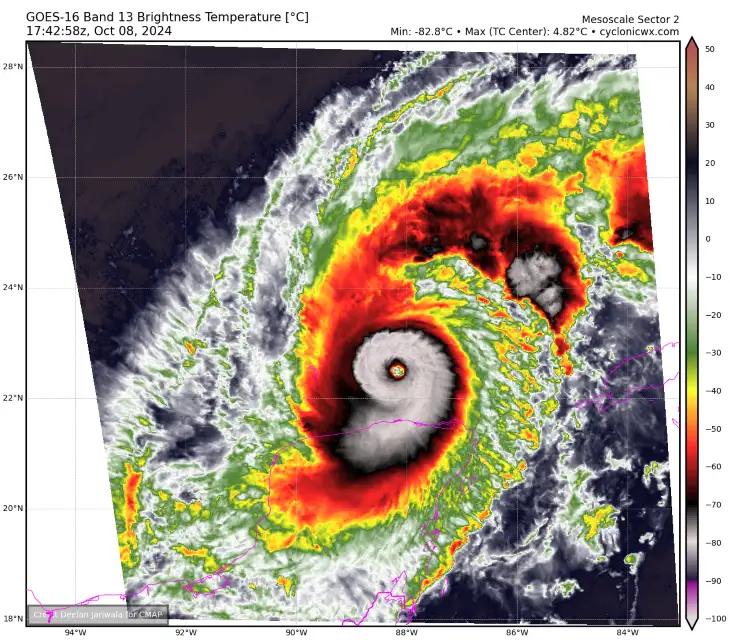 GOES-16 Band 13 Brightness Temperature [°C]
17:42:58z, Oct 08, 2024
Mesoscale Sector 2
Min: -82.8°C • Max (TC Center): 4.82°C • cyclonicwx.com
28°N
26°N
24°N
22°N
20°N
18°N
94°W
92°W
90°W
88°W
86°W
84°W
50
40
30
20
10
0
−10
−20
−30
−40
−50
−60
−70
−80
−90
−100
Credit Deelan Jariwala for CMAP